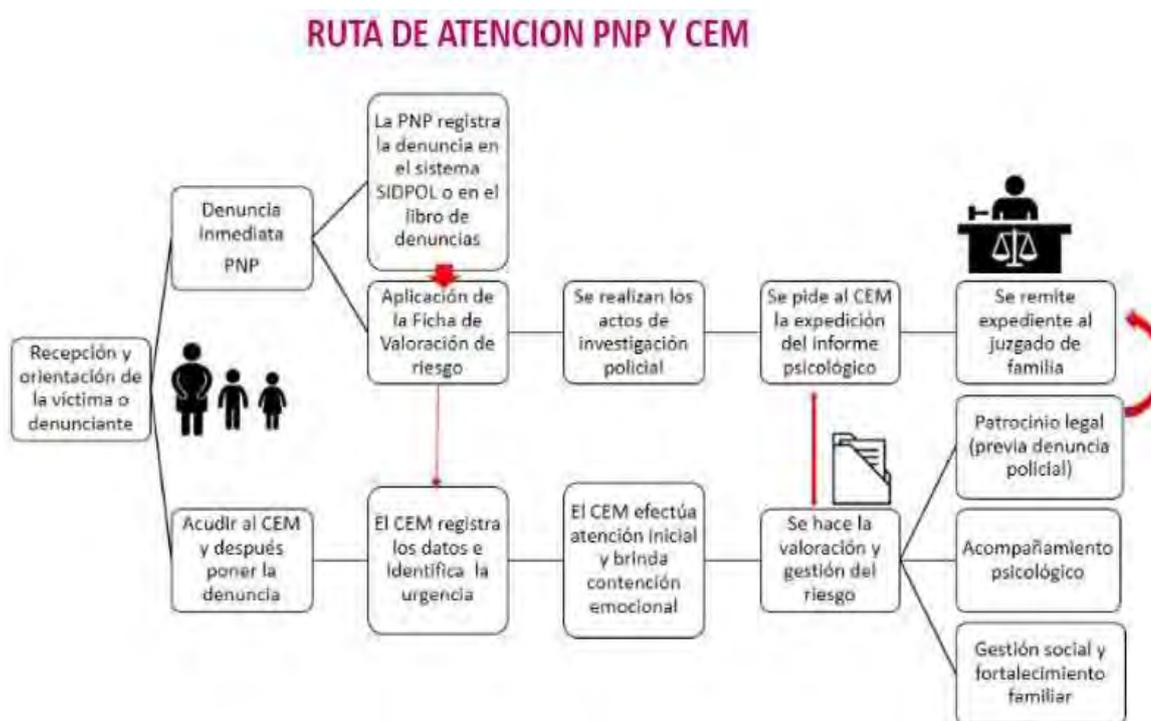 RUTA DE ATENCION PNP Y CEM
Recepción y
orientación de
la víctima o
denunciante
Denuncia
inmediata
PNP
La PNP registra
la denuncia en
el sistema
SIDPOL o en el
libro de
denuncias
Aplicación de
la Ficha de
Valoración de
riesgo
Se realizan los
actos de
investigación
policial
Se pide al CEM
la expedición
del informe
psicológico
Se remite
expediente al
juzgado de
familia
Acudir al CEM
y después
poner la
denuncia
El CEM registra
los datos e
identifica la
urgencia
El CEM efectúa
atención inicial
y brinda
contención
emocional
Se hace la
valoración y
gestión del
riesgo
Patrocinio legal
(previa denuncia
policial)
Acompañamiento
psicológico
Gestión social y
fortalecimiento
familiar